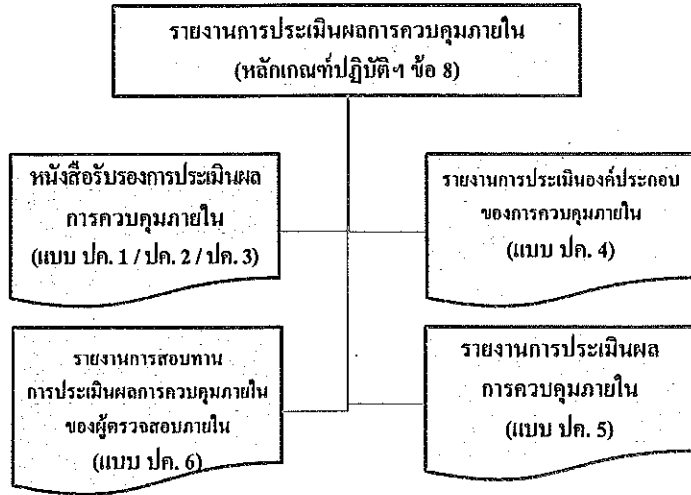 รายงานการประเมินผลการควบคุมภายใน
(หลักเกณฑ์ปฏิบัติฯ ข้อ 8)
หนังสือรับรองการประเมินผล
การควบคุมภายใน
(แบบ ปค. 1 / ปค. 2 / ปค. 3)
รายงานการประเมินองค์ประกอบ
ของการควบคุมภายใน
(แบบ ปค. 4)
รายงานการสอบทาน
การประเมินผลการควบคุมภายใน
ของผู้ตรวจสอบภายใน
(แบบ ปค. 6)
รายงานการประเมินผล
การควบคุมภายใน
(แบบ ปค. 5)